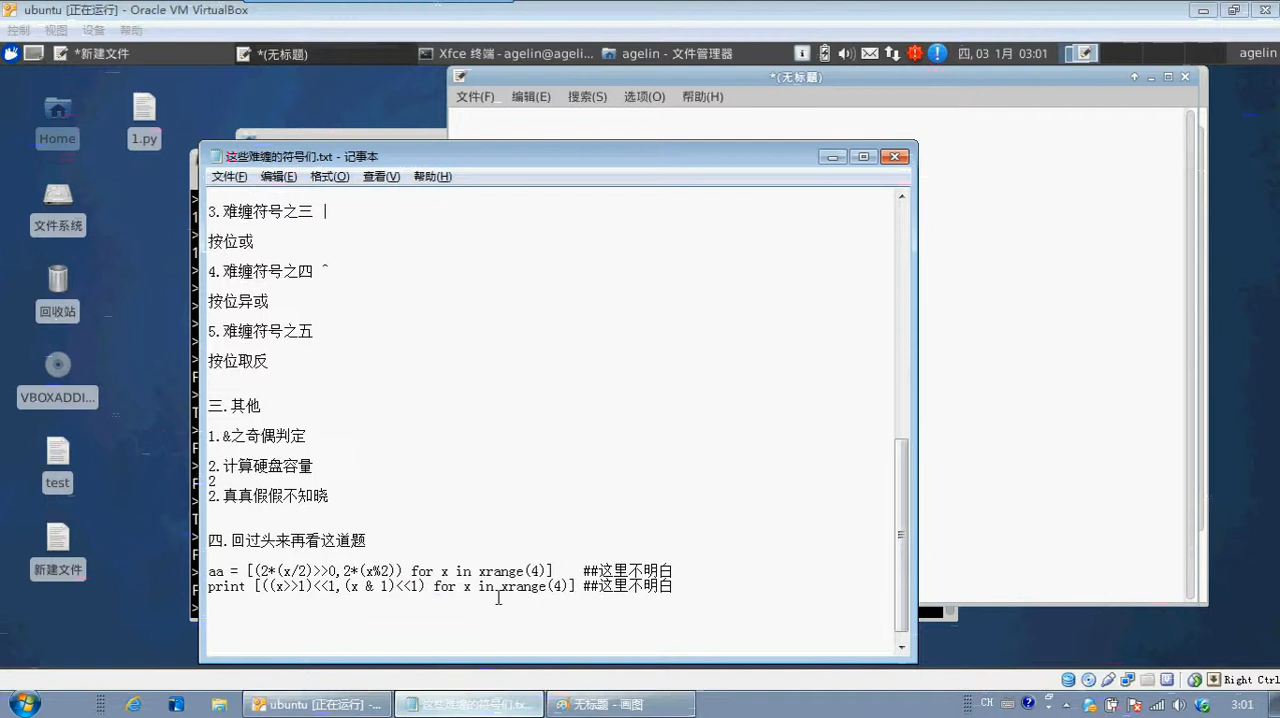 ubuntu [正在运行] - Oracle VM VirtualBox
控制 视图 设备 帮助
*新建文件
*(无标题)
Xfce 终端 - agelin@ageli...
agelin - 文件管理器
四, 03 1月 03:01
agelin
*(无标题)
文件(F) 编辑(E) 搜索(S) 选项(O) 帮助(H)
Home
1.py
文件系统
回收站
VBOXADDI...
test
新建文件
这些难缠的符号们.txt - 记事本
文件(F) 编辑(E) 格式(O) 查看(V) 帮助(H)
3.难缠符号之三 |
按位或
4.难缠符号之四 ^
按位异或
5.难缠符号之五
按位取反
三.其他
1.&之奇偶判定
2.计算硬盘容量
2
2.真真假假不知晓
四.回过头来再看这道题
aa = [(2*(x/2)>>0,2*(x%2)) for x in xrange(4)] ##这里不明白
print [((x>>1)<<1,(x & 1)<<1) for x in xrange(4)] ##这里不明白
Right Ctrl
ubuntu [正在运行] -...
这些难缠的符号们.tx...
无标题 - 画图
CH
3:01